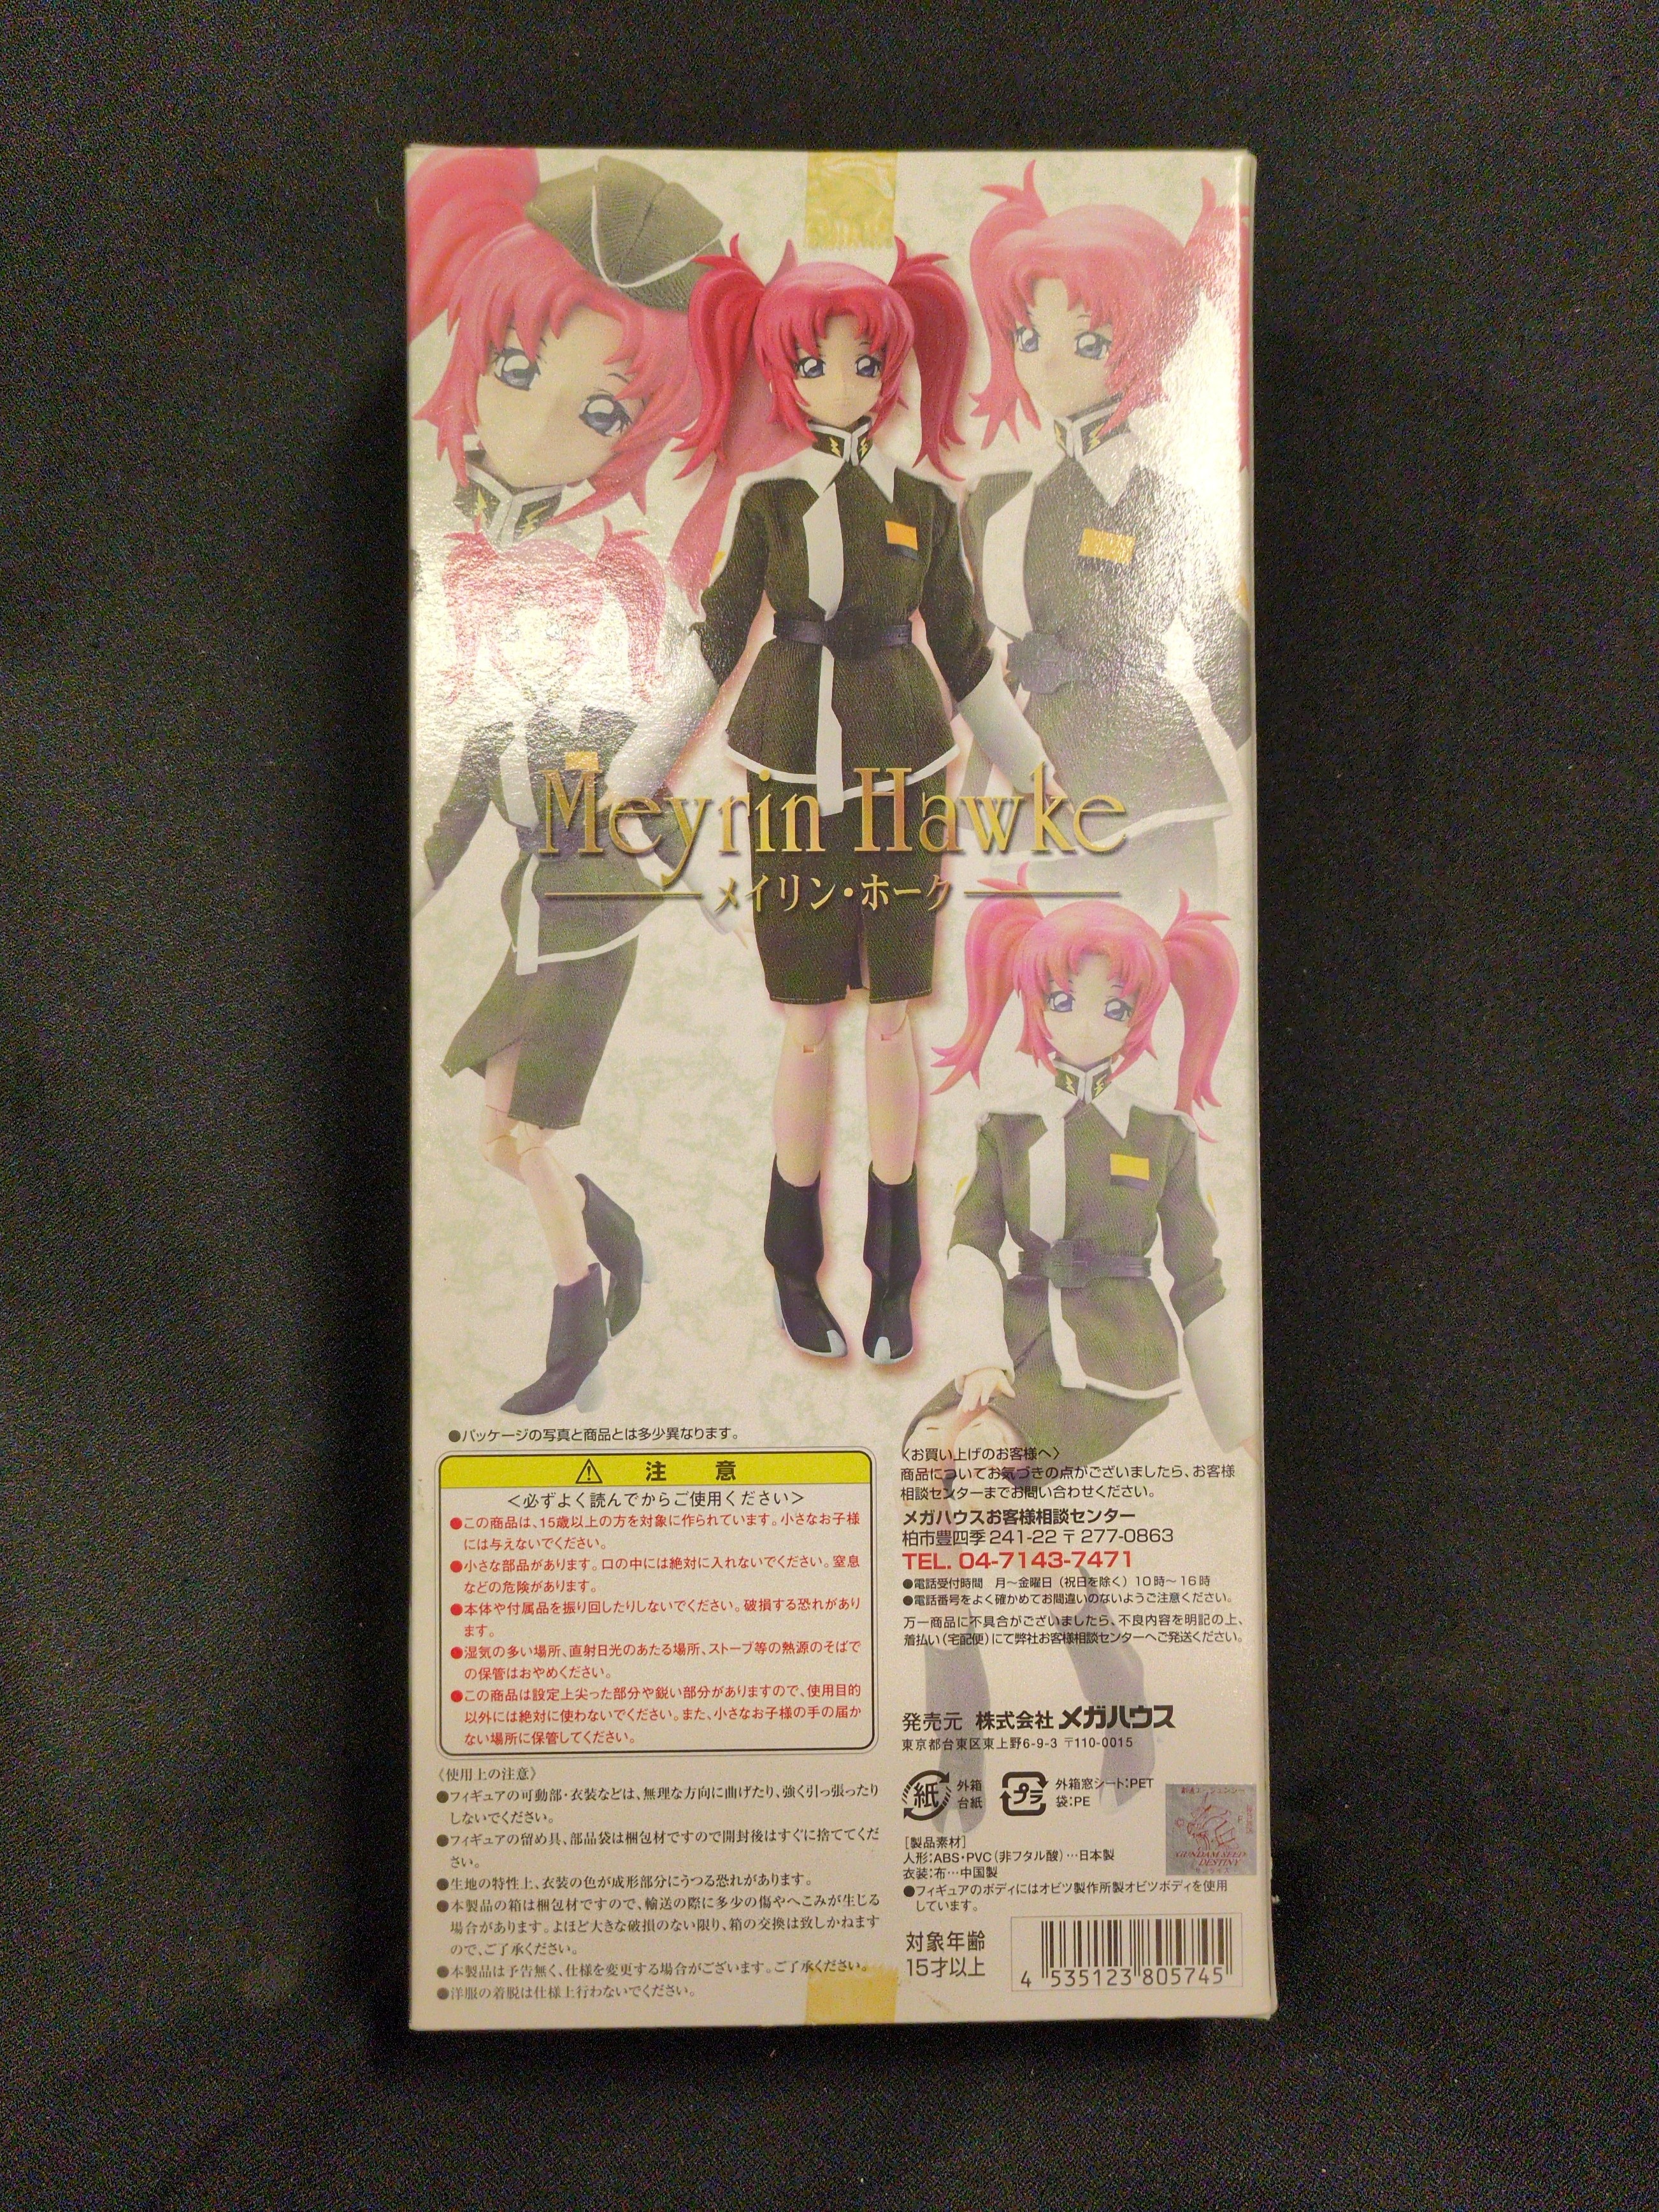 Meyrin Hawke
メイリン・ホーク
●パッケージの写真と商品とは多少異なります。
注 意
＜必ずよく読んでからご使用ください＞
●この商品は、15歳以上の方を対象に作られています。小さなお子様
には与えないでください。
●小さな部品があります。口の中には絶対に入れないでください。窒息
などの危険があります。
●本体や付属品を振り回したりしないでください。破損する恐れがあり
ます。
●湿気の多い場所、直射日光のあたる場所、ストーブ等の熱源のそばで
の保管はおやめください。
●この商品は設定上尖った部分や鋭い部分がありますので、使用目的
以外には絶対に使わないでください。また、小さなお子様の手の届か
ない場所に保管してください。
《使用上の注意》
●フィギュアの可動部・衣装などは、無理な方向に曲げたり、強く引っ張ったり
しないでください。
●フィギュアの留め具、部品袋は梱包材ですので開封後はすぐに捨ててくだ
さい。
●生地の特性上、衣装の色が成形部分にうつる恐れがあります。
●本製品の箱は梱包材ですので、輸送の際に多少の傷やへこみが生じる
場合があります。よほど大きな破損のない限り、箱の交換は致しかねます
ので、ご了承ください。
●本製品は予告無く、仕様を変更する場合がございます。ご了承ください。
●洋服の着脱は仕様上行わないでください。
〈お買い上げのお客様へ〉
商品についてお気づきの点がございましたら、お客様
相談センターまでお問い合わせください。
メガハウスお客様相談センター
柏市豊四季241-22 〒277-0863
TEL. 04-7143-7471
●電話受付時間 月～金曜日（祝日を除く）10時～16時
●電話番号をよく確かめてお間違いのないようご注意ください。
万一商品に不具合がございましたら、不良内容を明記の上、
着払い（宅配便）にて弊社お客様相談センターへご発送ください。
発売元 株式会社メガハウス
東京都台東区東上野6-9-3 〒110-0015
紙 外箱
台紙
プラ 外箱窓シート：PET
袋：PE
[製品素材]
人形：ABS・PVC（非フタル酸）…日本製
衣装：布…中国製
●フィギュアのボディにはオビツ製作所製オビツボディを使用
しています。
GUNDAM SEED
DESTINY
対象年齢
15才以上
4 535123 805745